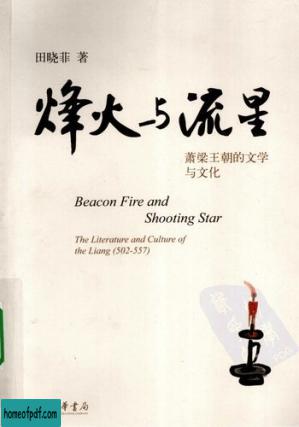 田晓菲 著
烽火与流星
萧梁王朝的文学
与文化
Beacon Fire and
Shooting Star
The Literature and Culture of
the Liang (502-557)
華書局
homeofpdf.com